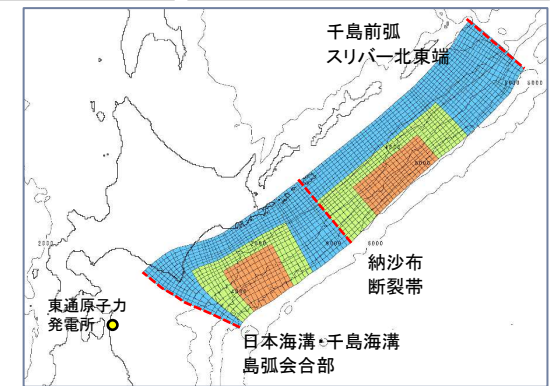 千島前弧
スリバー北東端
納沙布
断裂帯
東通原子力
発電所
日本海溝・千島海溝
島弧会合部